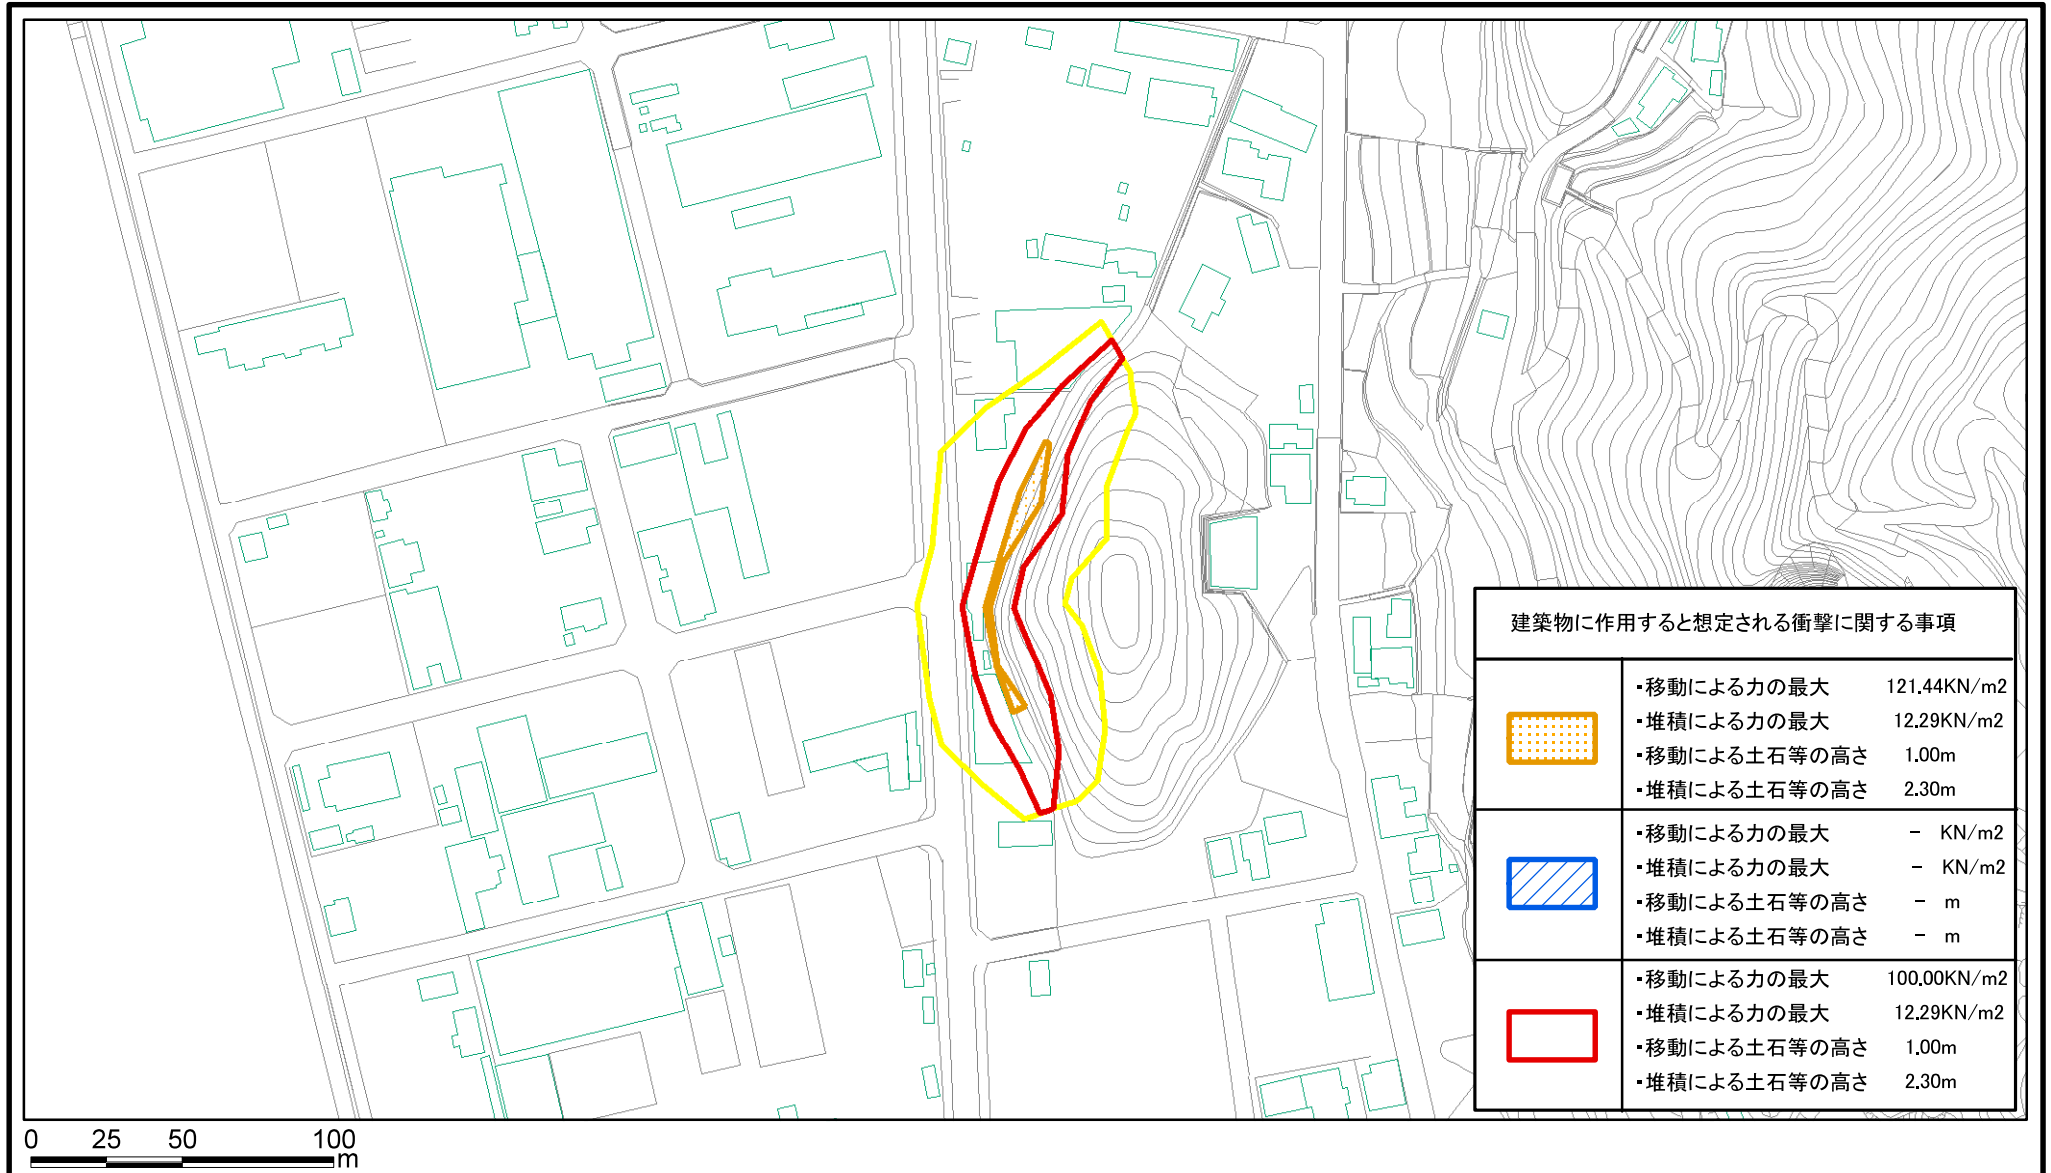 建築物に作用すると想定される衝撃に関する事項
・移動による力の最大 121.44KN/m2
・堆積による力の最大 12.29KN/m2
・移動による土石等の高さ 1.00m
・堆積による土石等の高さ 2.30m
・移動による力の最大 － KN/m2
・堆積による力の最大 － KN/m2
・移動による土石等の高さ － m
・堆積による土石等の高さ － m
・移動による力の最大 100.00KN/m2
・堆積による力の最大 12.29KN/m2
・移動による土石等の高さ 1.00m
・堆積による土石等の高さ 2.30m
0 25 50 100
m